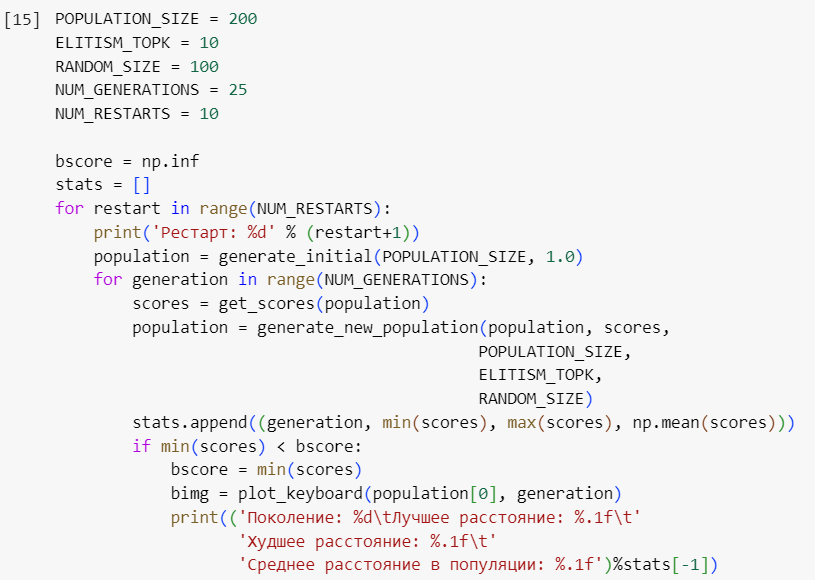 [15] POPULATION_SIZE = 200
ELITISM_TOPK = 10
RANDOM_SIZE = 100
NUM_GENERATIONS = 25
NUM_RESTARTS = 10

bscore = np.inf
stats = []
for restart in range(NUM_RESTARTS):
    print('Рестарт: %d' % (restart+1))
    population = generate_initial(POPULATION_SIZE, 1.0)
    for generation in range(NUM_GENERATIONS):
        scores = get_scores(population)
        population = generate_new_population(population, scores,
                                            POPULATION_SIZE,
                                            ELITISM_TOPK,
                                            RANDOM_SIZE)
        stats.append((generation, min(scores), max(scores), np.mean(scores)))
        if min(scores) < bscore:
            bscore = min(scores)
            bimg = plot_keyboard(population[0], generation)
            print(('Поколение: %d\tЛучшее расстояние: %.1f\t'
                   'Худшее расстояние: %.1f\t'
                   'Среднее расстояние в популяции: %.1f')%stats[-1])